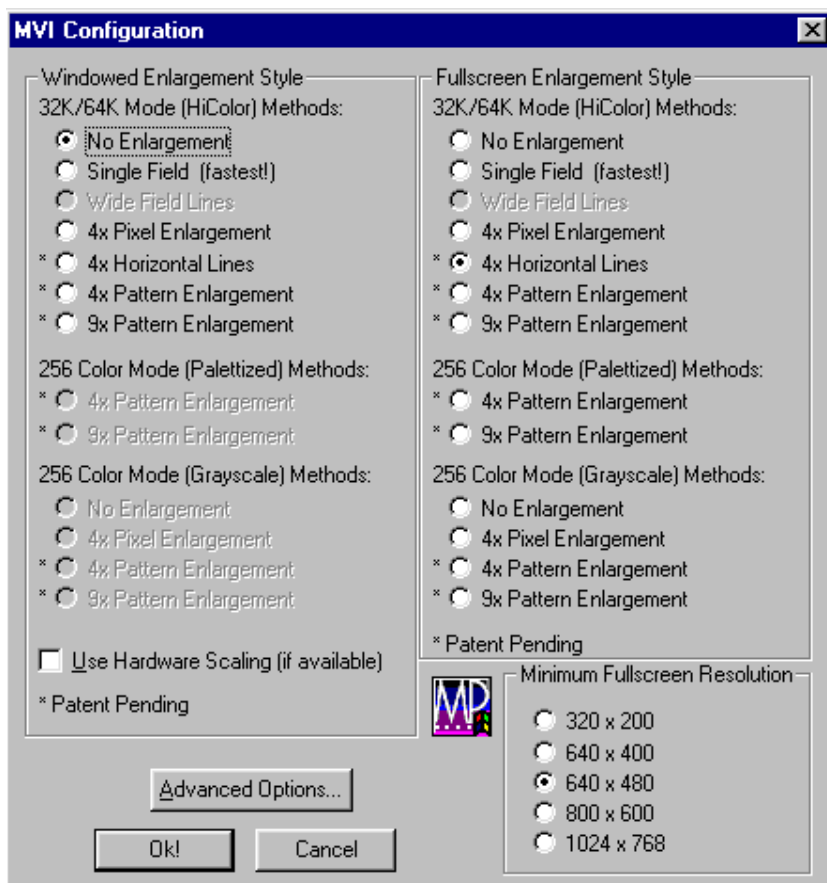 MVI Configuration
Windowed Enlargement Style
32K/64K Mode (HiColor) Methods:
No Enlargement
Single Field (fastest!)
Wide Field Lines
4x Pixel Enlargement
* 4x Horizontal Lines
* 4x Pattern Enlargement
* 9x Pattern Enlargement
256 Color Mode (Palettized) Methods:
* 4x Pattern Enlargement
* 9x Pattern Enlargement
256 Color Mode (Grayscale) Methods:
No Enlargement
4x Pixel Enlargement
* 4x Pattern Enlargement
* 9x Pattern Enlargement
Use Hardware Scaling (if available)
* Patent Pending
Fullscreen Enlargement Style
32K/64K Mode (HiColor) Methods:
No Enlargement
Single Field (fastest!)
Wide Field Lines
4x Pixel Enlargement
* 4x Horizontal Lines
* 4x Pattern Enlargement
* 9x Pattern Enlargement
256 Color Mode (Palettized) Methods:
* 4x Pattern Enlargement
* 9x Pattern Enlargement
256 Color Mode (Grayscale) Methods:
No Enlargement
4x Pixel Enlargement
* 4x Pattern Enlargement
* 9x Pattern Enlargement
* Patent Pending
MP
Minimum Fullscreen Resolution
320 x 200
640 x 400
640 x 480
800 x 600
1024 x 768
Advanced Options...
Ok!
Cancel